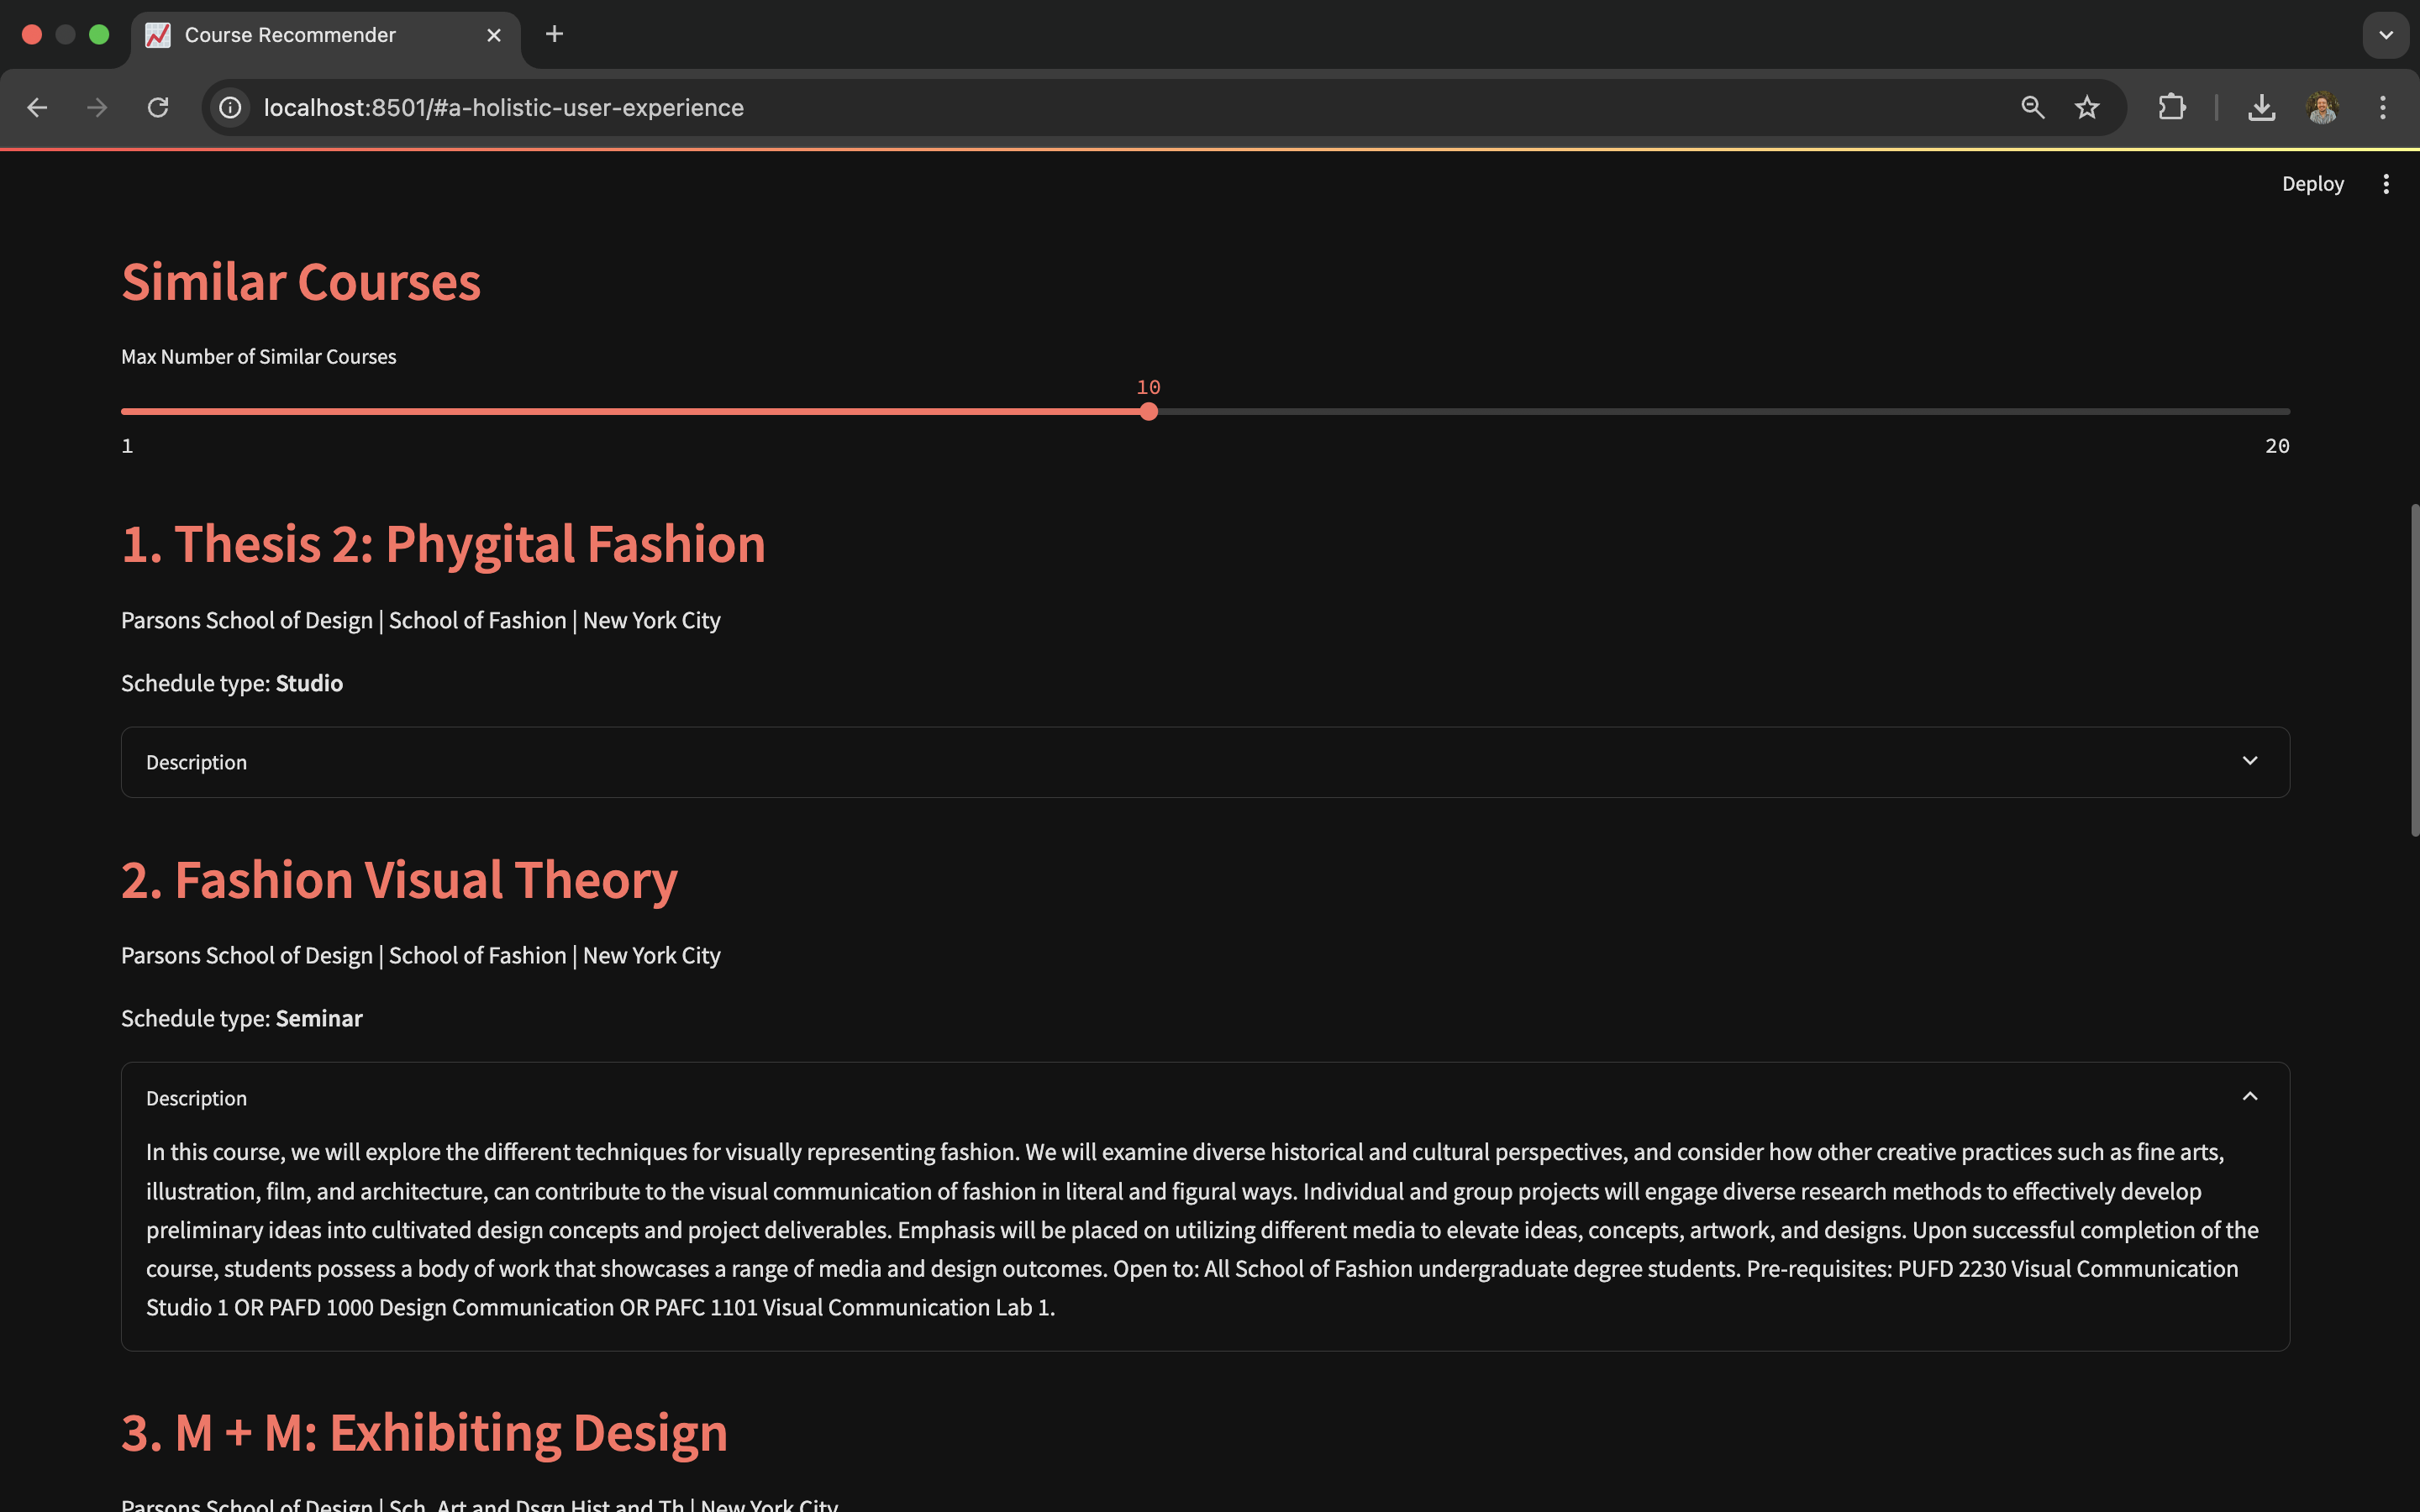 Course Recommender
localhost:8501/#a-holistic-user-experience
Deploy
Similar Courses
Max Number of Similar Courses
10
1
20
1. Thesis 2: Phygital Fashion
Parsons School of Design | School of Fashion | New York City
Schedule type: Studio
Description
2. Fashion Visual Theory
Parsons School of Design | School of Fashion | New York City
Schedule type: Seminar
Description
In this course, we will explore the different techniques for visually representing fashion. We will examine diverse historical and cultural perspectives, and consider how other creative practices such as fine arts,
illustration, film, and architecture, can contribute to the visual communication of fashion in literal and figural ways. Individual and group projects will engage diverse research methods to effectively develop
preliminary ideas into cultivated design concepts and project deliverables. Emphasis will be placed on utilizing different media to elevate ideas, concepts, artwork, and designs. Upon successful completion of the
course, students possess a body of work that showcases a range of media and design outcomes. Open to: All School of Fashion undergraduate degree students. Pre-requisites: PUFD 2230 Visual Communication
Studio 1 OR PAFD 1000 Design Communication OR PAFC 1101 Visual Communication Lab 1.
3. M + M: Exhibiting Design
Parsons School of Design | Sch. Art and Dsgn Hist and Th | New York City